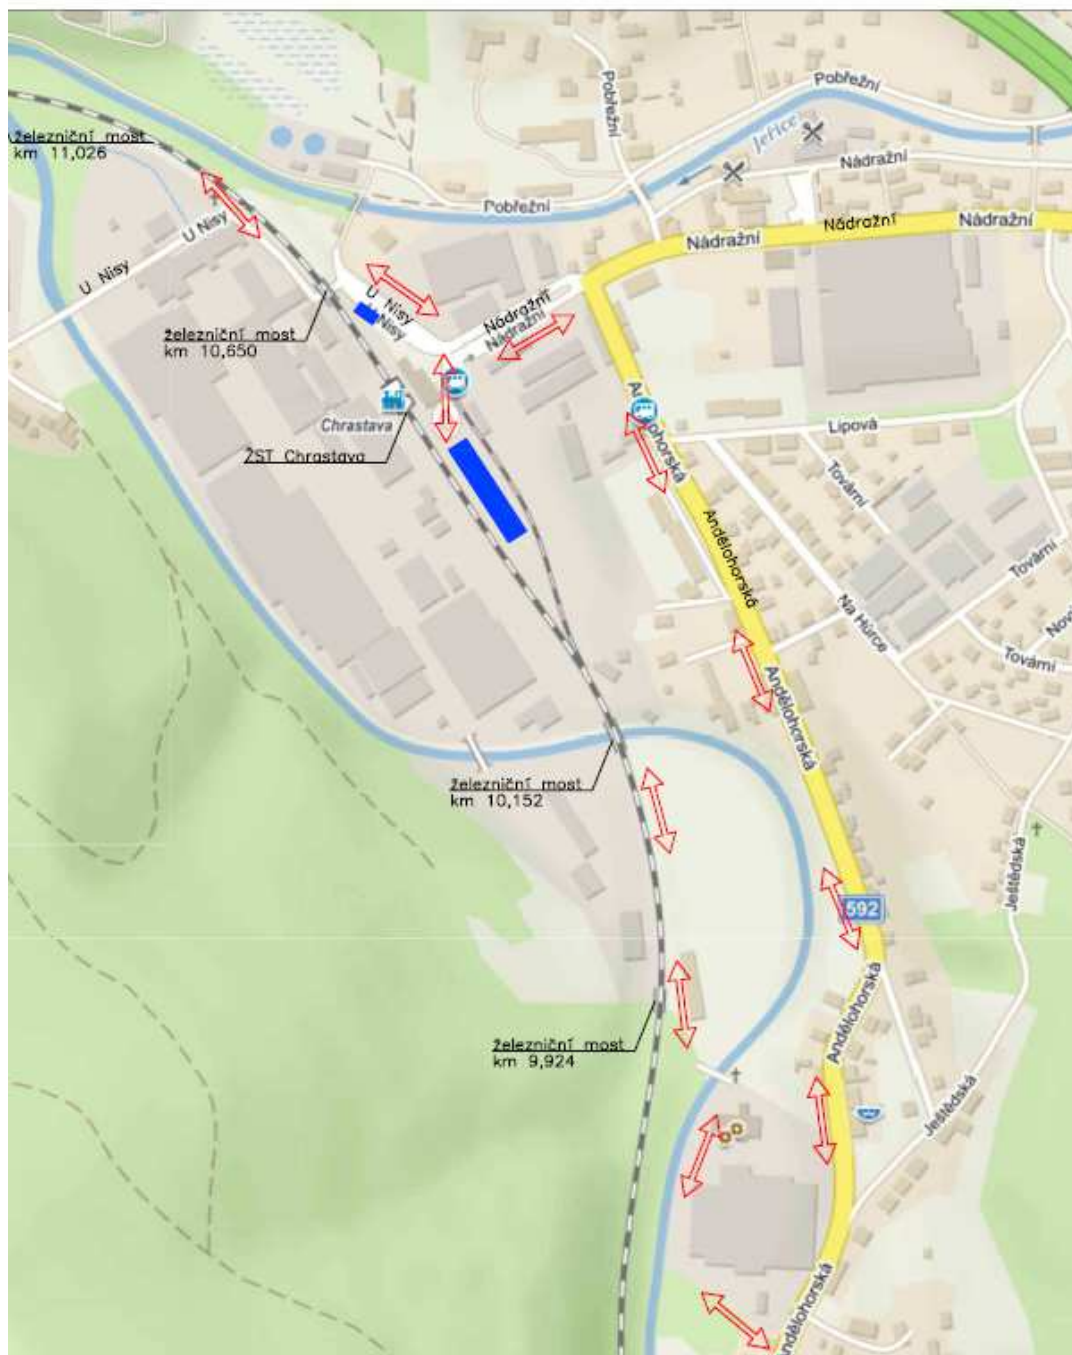 Pobřežní
Pobřežní
Jeřice
Nádražní
železniční most
km 11,026
Pobřežní
U Nisy
Nádražní
Nádražní
Nádražní
U Nisy
U Nisy
Nisy
Nádražní
Nádražní
železniční most
km 10,650
Chrastava
ŽST Chrastava
Andělohorská
Lipová
Tovární
Andělohorská
Tovární
Na Hůrce
Tovární
Andělohorská
železniční most
km 10,152
Ještědská
592
Andělohorská
železniční most
km 9,924
Ještědská
Andělohorská